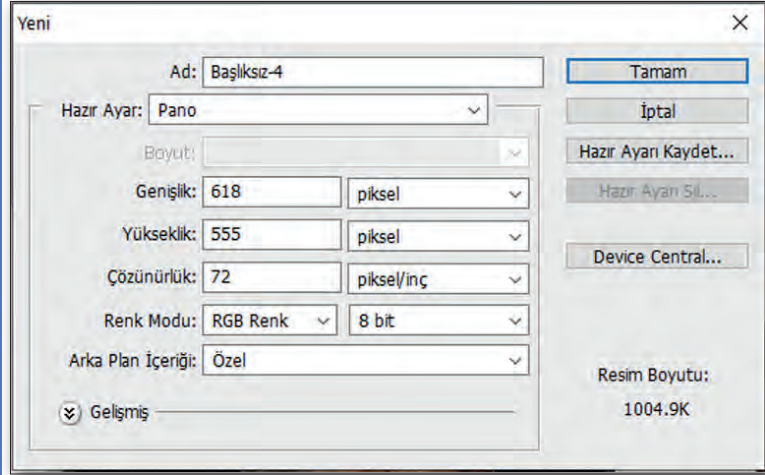 Yeni
Ad: Başlıksız-4
Tamam
Hazır Ayar: Pano
İptal
Boyut:
Hazır Ayarı Kaydet...
Genişlik: 618 piksel
Hazır Ayarı Sil...
Yükseklik: 555 piksel
Device Central...
Çözünürlük: 72 piksel/inç
Renk Modu: RGB Renk 8 bit
Arka Plan İçeriği: Özel
Resim Boyutu:
Gelişmiş
1004.9K